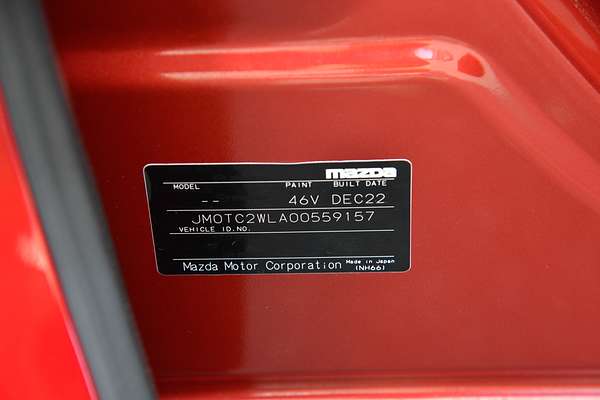 mazda
MODEL PAINT BUILT DATE
-- 46V DEC22
JM0TC2WLA00559157
VEHICLE ID.NO.
Mazda Motor Corporation Made in Japan
(NH66)